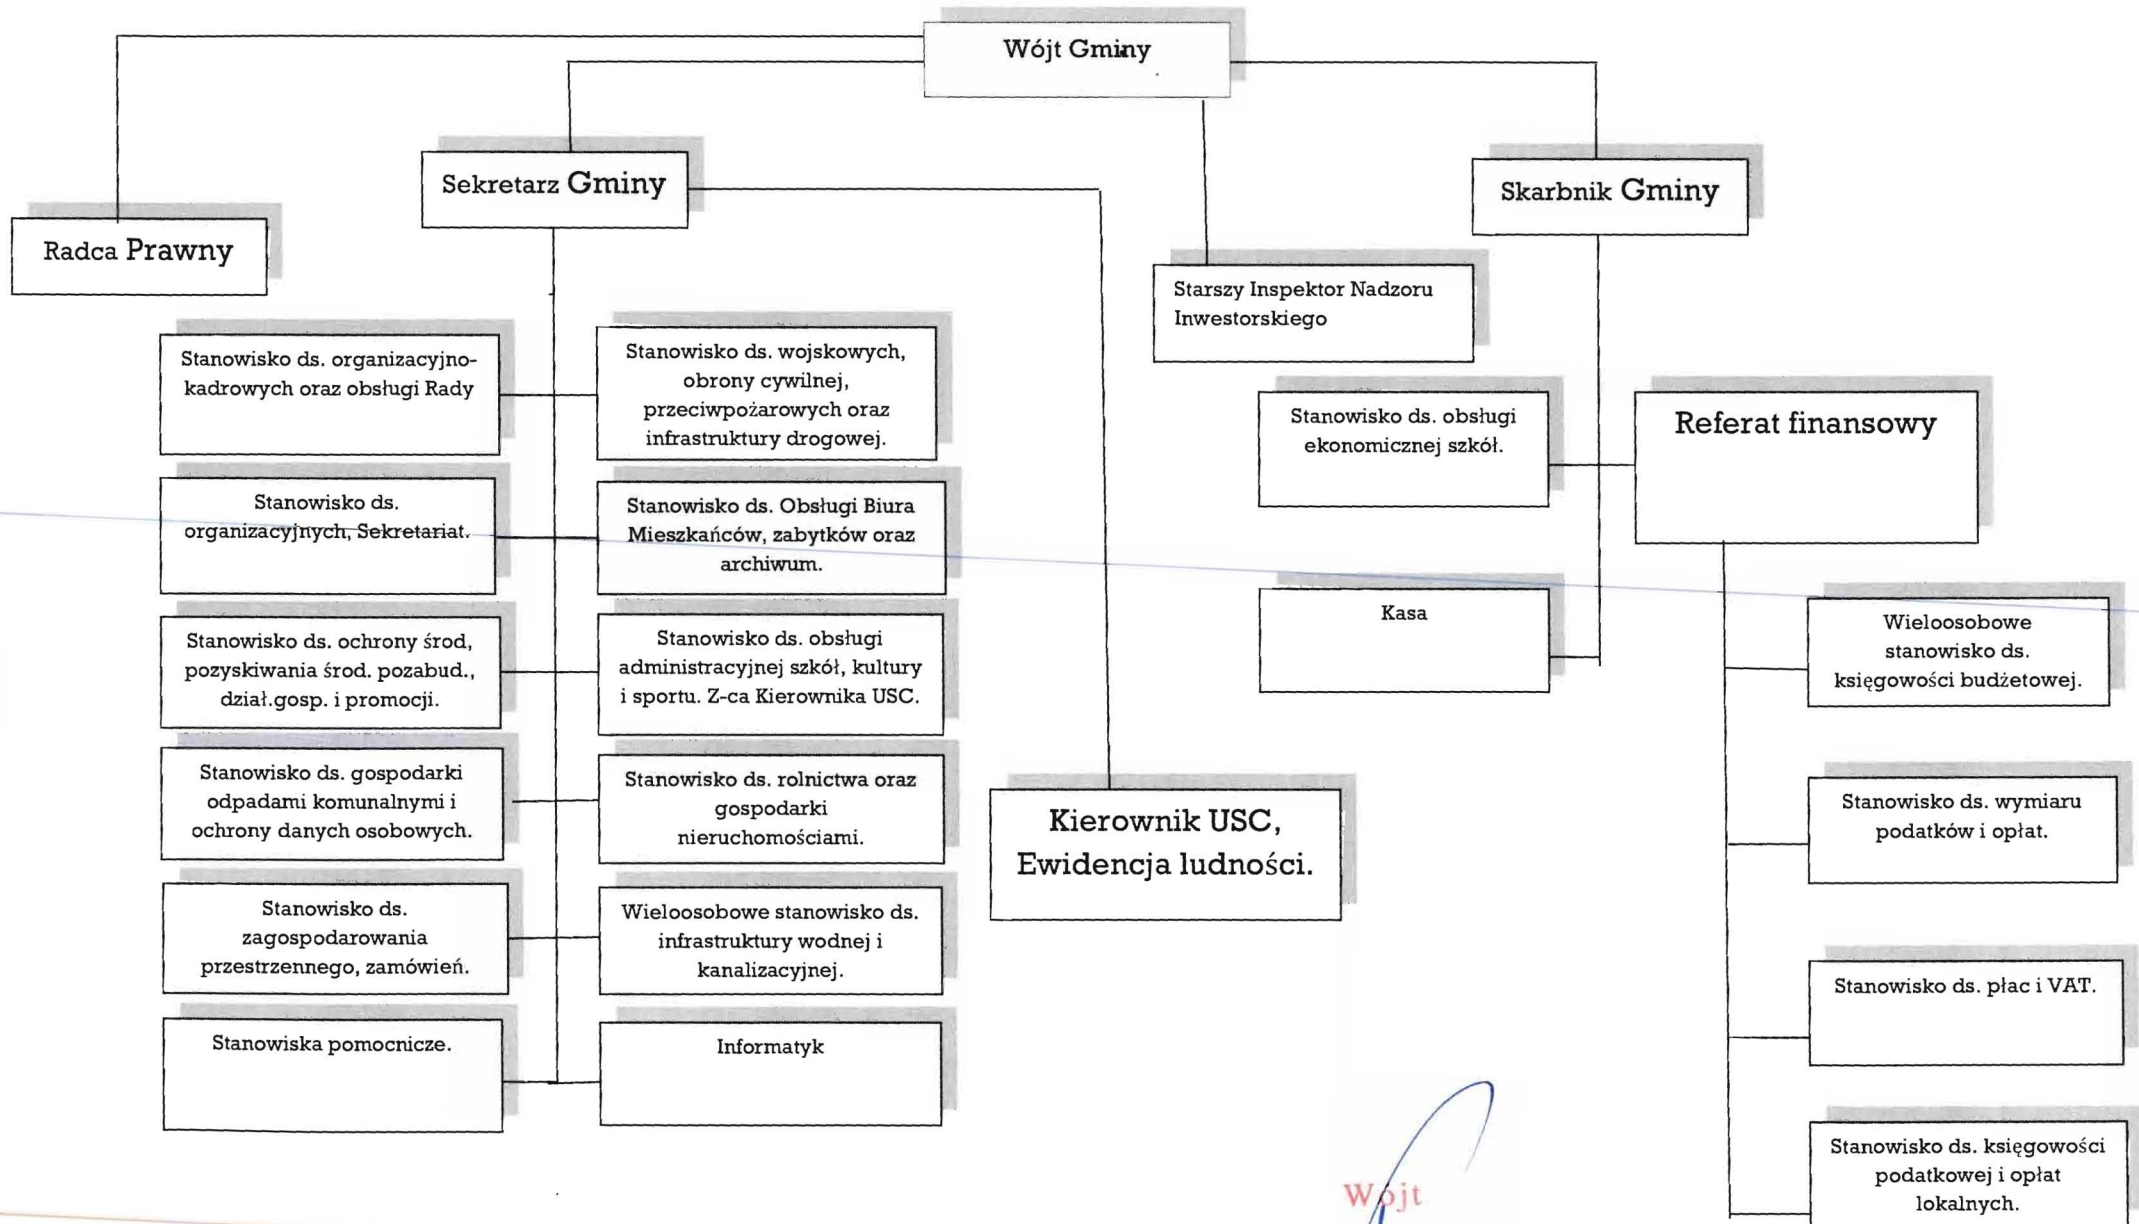 Wójt Gminy
Sekretarz Gminy
Skarbnik Gminy
Radca Prawny
Starszy Inspektor Nadzoru
Inwestorskiego
Stanowisko ds. organizacyjno-
kadrowych oraz obsługi Rady
Stanowisko ds. wojskowych,
obrony cywilnej,
przeciwpożarowych oraz
infrastruktury drogowej.
Stanowisko ds. obsługi
ekonomicznej szkół.
Referat finansowy
Stanowisko ds.
organizacyjnych, Sekretariat.
Stanowisko ds. Obsługi Biura
Mieszkańców, zabytków oraz
archiwum.
Kasa
Wieloosobowe
stanowisko ds.
księgowości budżetowej.
Stanowisko ds. ochrony środ,
pozyskiwania środ. pozabud.,
dział.gosp. i promocji.
Stanowisko ds. obsługi
administracyjnej szkół, kultury
i sportu. Z-ca Kierownika USC.
Stanowisko ds. gospodarki
odpadami komunalnymi i
ochrony danych osobowych.
Stanowisko ds. rolnictwa oraz
gospodarki
nieruchomościami.
Kierownik USC,
Ewidencja ludności.
Stanowisko ds. wymiaru
podatków i opłat.
Stanowisko ds.
zagospodarowania
przestrzennego, zamówień.
Wieloosobowe stanowisko ds.
infrastruktury wodnej i
kanalizacyjnej.
Stanowisko ds. płac i VAT.
Stanowiska pomocnicze.
Informatyk
Stanowisko ds. księgowości
podatkowej i opłat
lokalnych.
Wójt